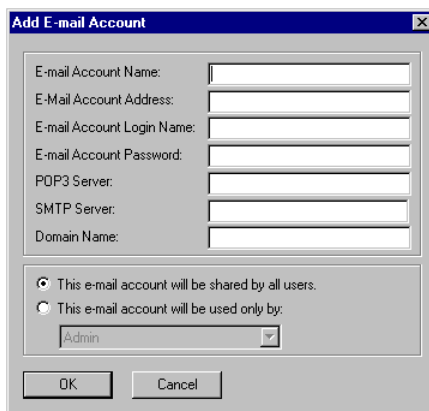 Add E-mail Account
E-mail Account Name:
E-Mail Account Address:
E-mail Account Login Name:
E-mail Account Password:
POP3 Server:
SMTP Server:
Domain Name:
This e-mail account will be shared by all users.
This e-mail account will be used only by:
Admin
OK Cancel